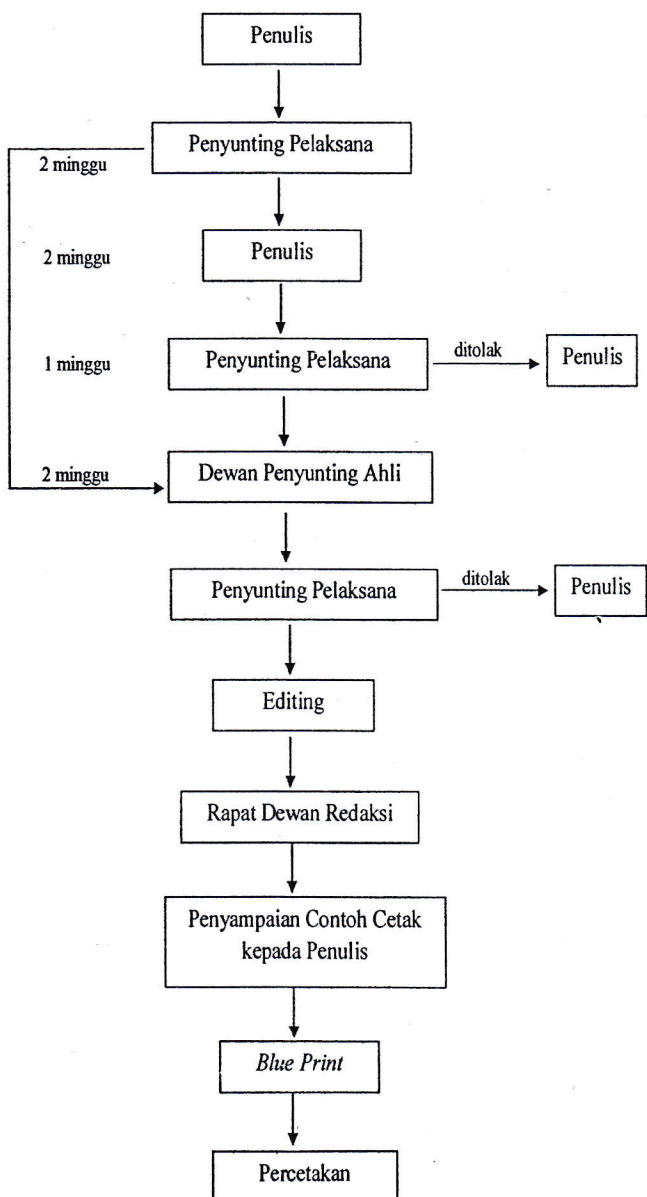 Penulis
Penyunting Pelaksana
2 minggu
2 minggu
Penulis
1 minggu
Penyunting Pelaksana
ditolak
Penulis
2 minggu
Dewan Penyunting Ahli
Penyunting Pelaksana
ditolak
Penulis
Editing
Rapat Dewan Redaksi
Penyampaian Contoh Cetak
kepada Penulis
Blue Print
Percetakan